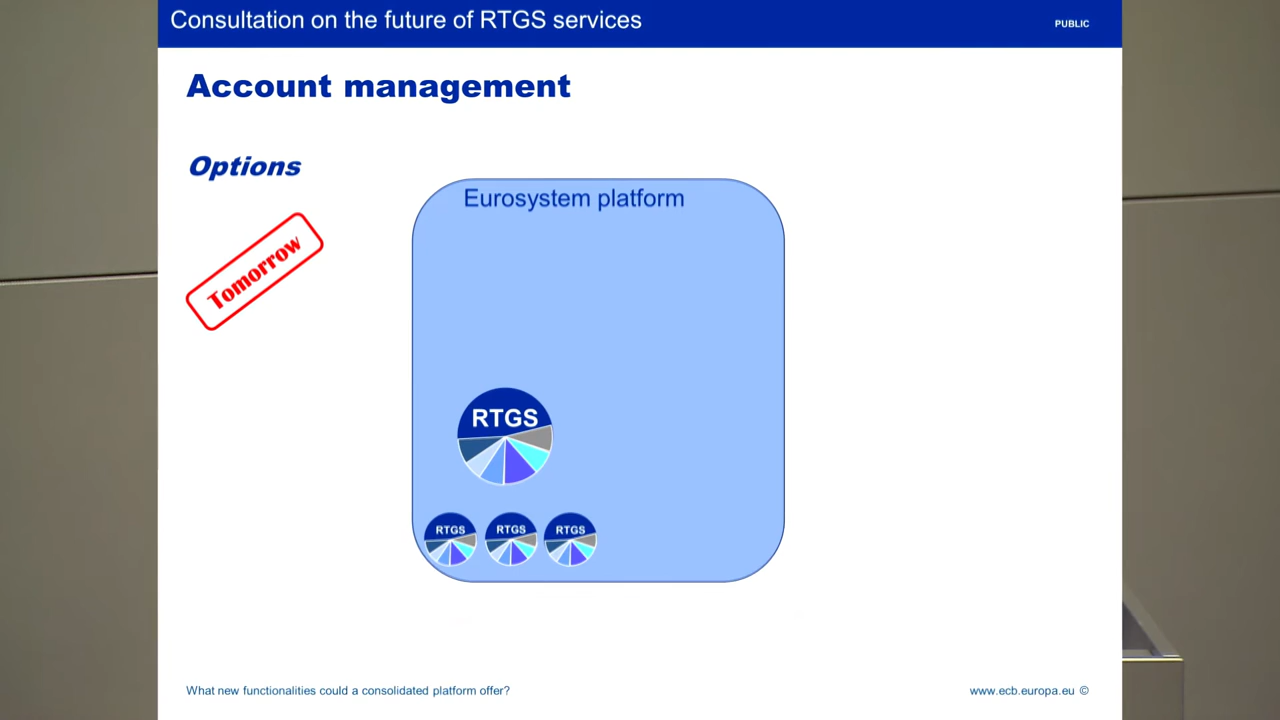 Consultation on the future of RTGS services
PUBLIC
Account management
Options
Eurosystem platform
Tomorrow
RTGS
RTGS
RTGS
RTGS
What new functionalities could a consolidated platform offer?
www.ecb.europa.eu ©